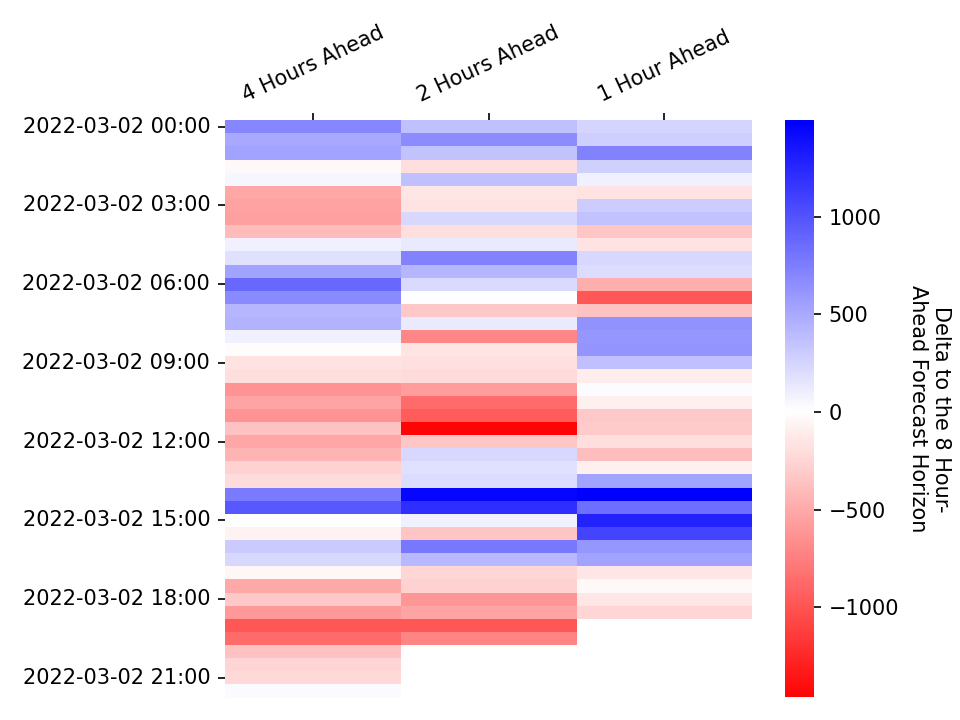 4 Hours Ahead
2 Hours Ahead
1 Hour Ahead
2022-03-02 00:00
2022-03-02 03:00
2022-03-02 06:00
2022-03-02 09:00
2022-03-02 12:00
2022-03-02 15:00
2022-03-02 18:00
2022-03-02 21:00
1000
500
0
−500
−1000
Delta to the 8 Hour-
Ahead Forecast Horizon